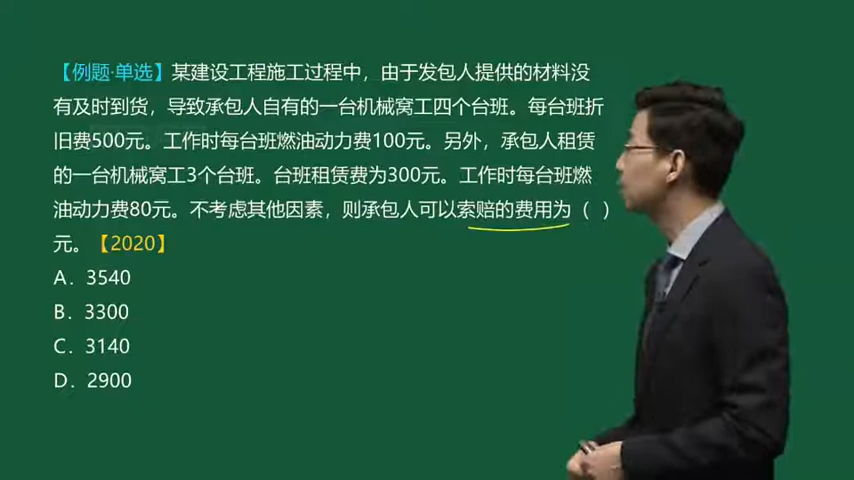 【例题·单选】某建设工程施工过程中，由于发包人提供的材料没
有及时到货，导致承包人自有的一台机械窝工四个台班。每台班折
旧费500元。工作时每台班燃油动力费100元。另外，承包人租赁
的一台机械窝工3个台班。台班租赁费为300元。工作时每台班燃
油动力费80元。不考虑其他因素，则承包人可以索赔的费用为（ ）
元。【2020】
A. 3540
B. 3300
C. 3140
D. 2900